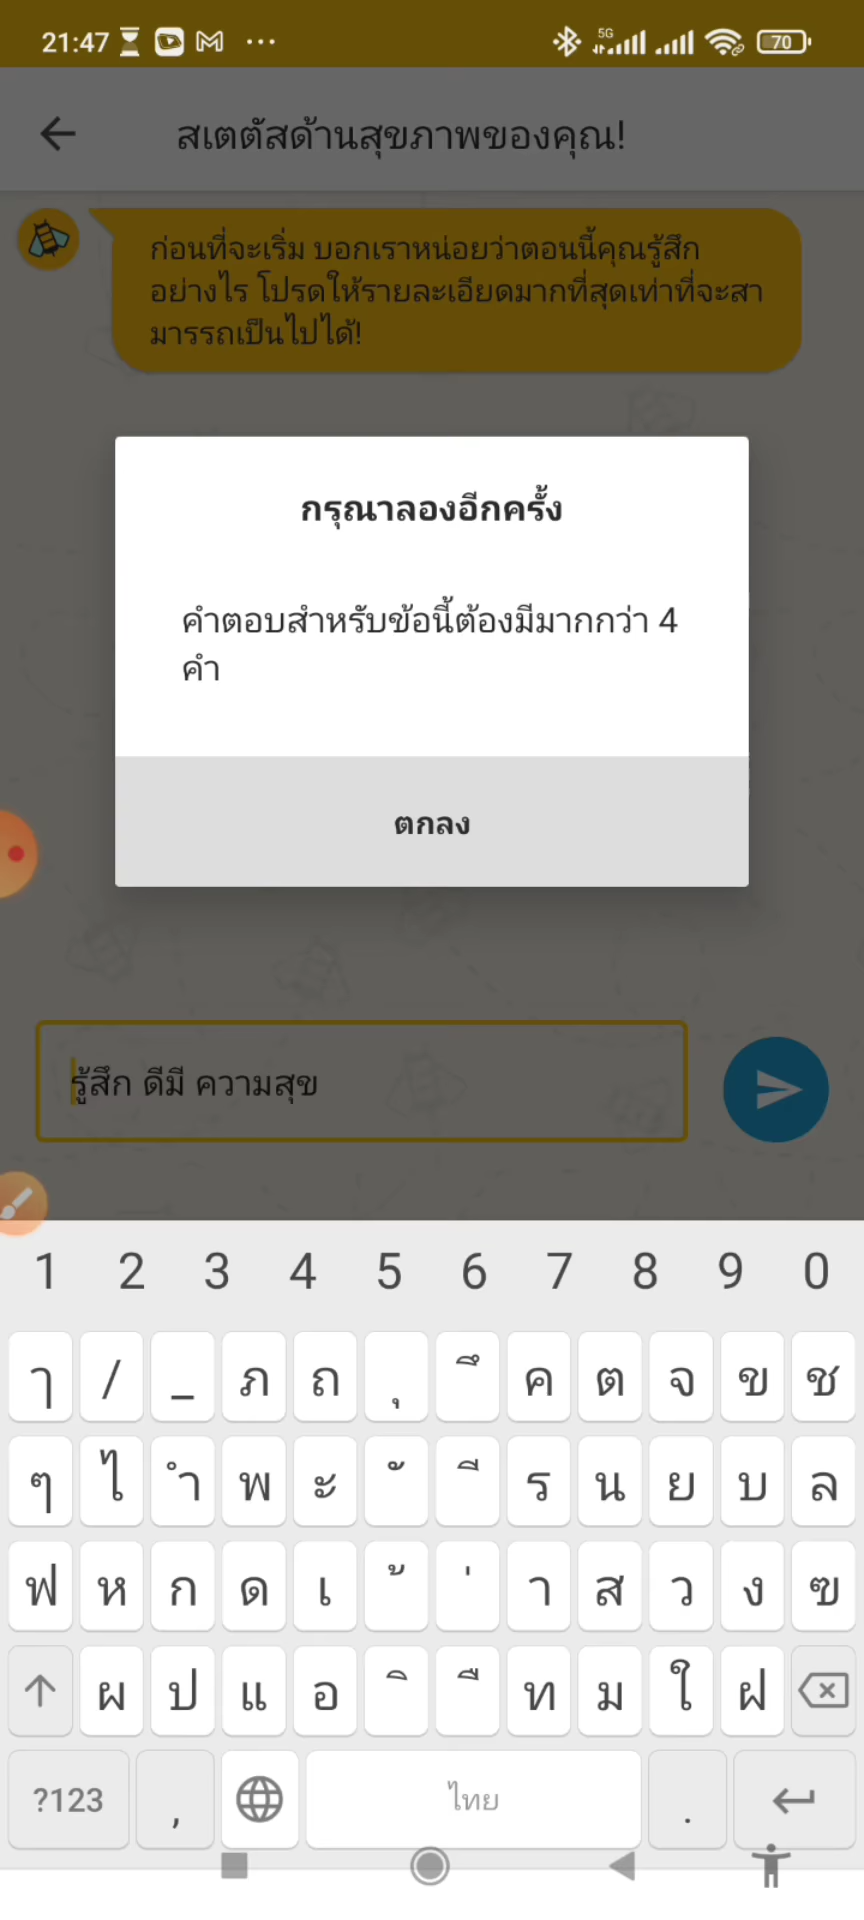 21:47
5G
70
สเตตัสด้านสุขภาพของคุณ!
ก่อนที่จะเริ่ม บอกเราหน่อยว่าตอนนี้คุณรู้สึก
อย่างไร โปรดให้รายละเอียดมากที่สุดเท่าที่จะสา
มารรถเป็นไปได้!
กรุณาลองอีกครั้ง
คำตอบสำหรับข้อนี้ต้องมีมากกว่า 4
คำ
ตกลง
รู้สึก ดีมี ความสุข
1 2 3 4 5 6 7 8 9 0
ๅ / _ ภ ถ ุ ึ ค ต จ ข ช
ๆ ไ ำ พ ะ ั ี ร น ย บ ล
ฟ ห ก ด เ ้ ่ า ส ว ง ฃ
ผ ป แ อ ิ ื ท ม ใ ฝ
?123 , ไทย .